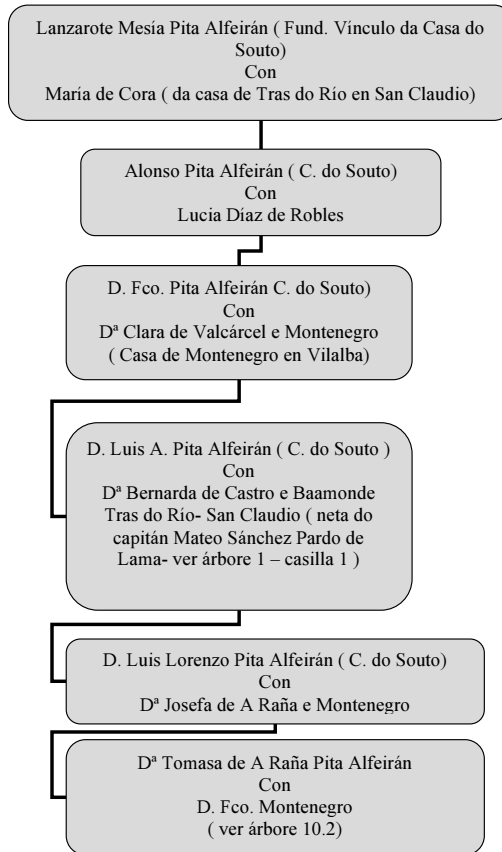 Lanzarote Mesía Pita Alfeirán ( Fund. Vínculo da Casa do
Souto)
Con
María de Cora ( da casa de Tras do Río en San Claudio)
Alonso Pita Alfeirán ( C. do Souto)
Con
Lucia Díaz de Robles
D. Fco. Pita Alfeirán C. do Souto)
Con
Dª Clara de Valcárcel e Montenegro
( Casa de Montenegro en Vilalba)
D. Luis A. Pita Alfeirán ( C. do Souto )
Con
Dª Bernarda de Castro e Baamonde
Tras do Río- San Claudio ( neta do
capitán Mateo Sánchez Pardo de
Lama- ver árbore 1 – casilla 1 )
D. Luis Lorenzo Pita Alfeirán ( C. do Souto)
Con
Dª Josefa de A Raña e Montenegro
Dª Tomasa de A Raña Pita Alfeirán
Con
D. Fco. Montenegro
( ver árbore 10.2)